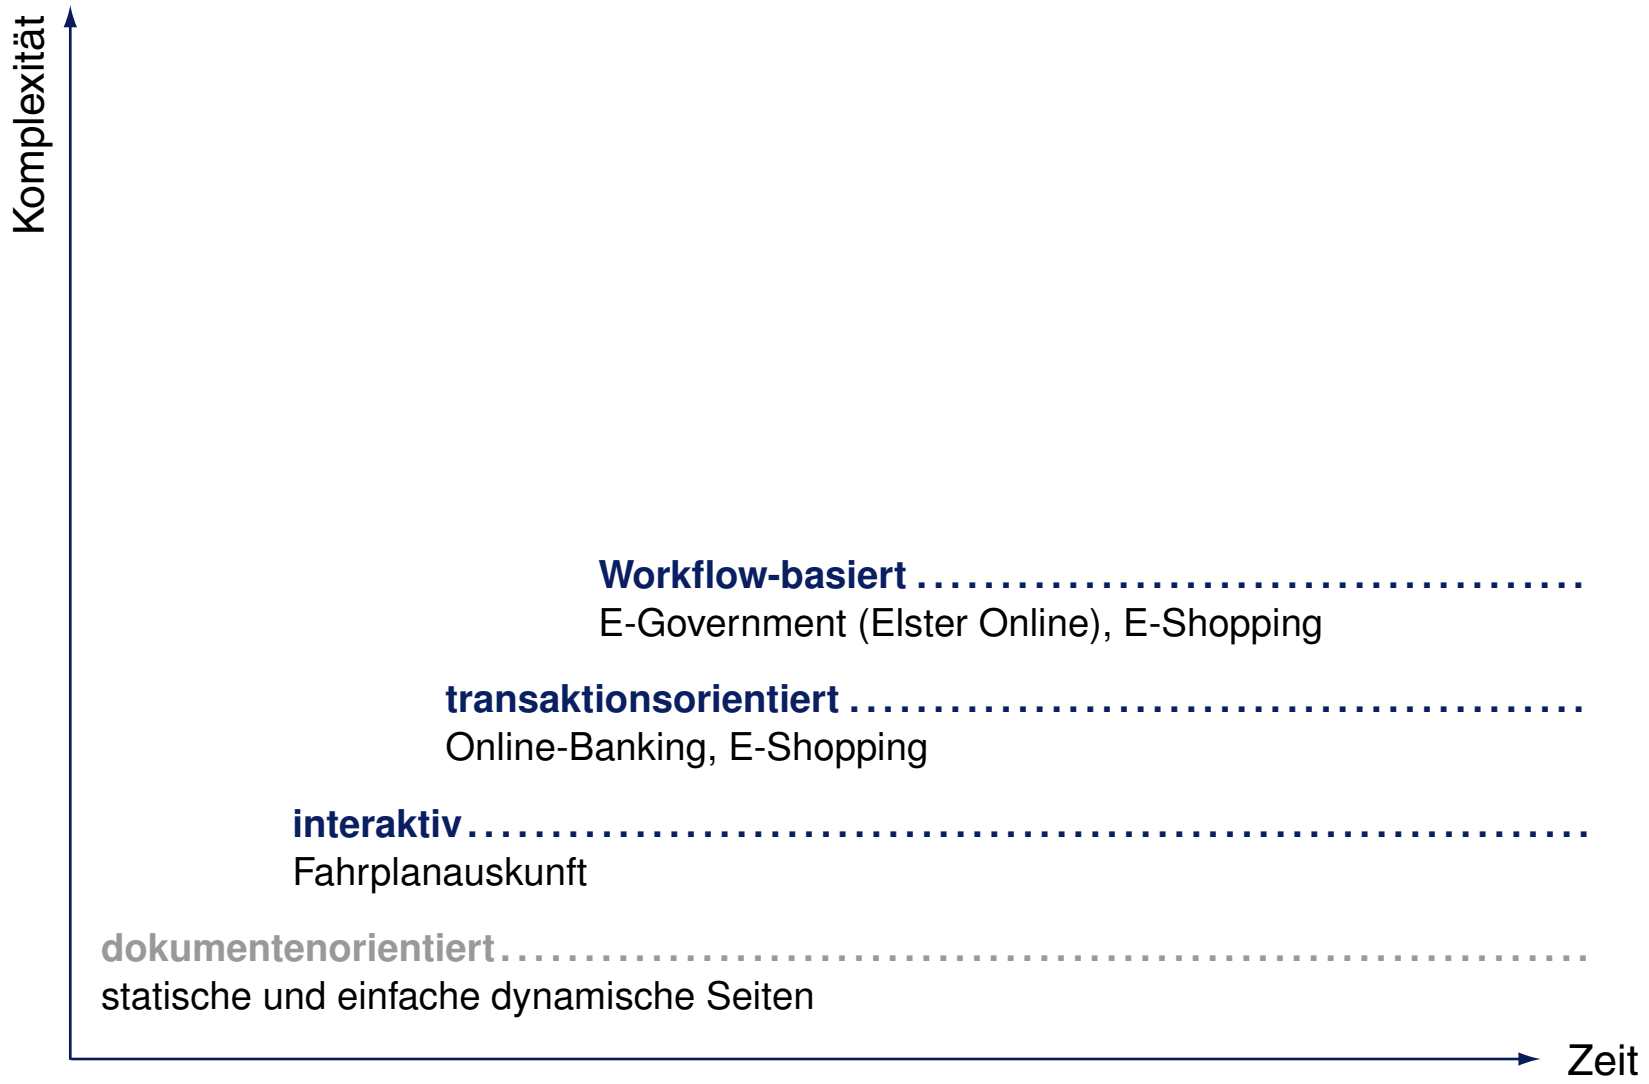 Komplexität
Workflow-basiert ........................................
E-Government (Elster Online), E-Shopping
transaktionsorientiert ............................................
Online-Banking, E-Shopping
interaktiv...................................................................
Fahrplanauskunft
dokumentenorientiert.................................................................
statische und einfache dynamische Seiten
Zeit